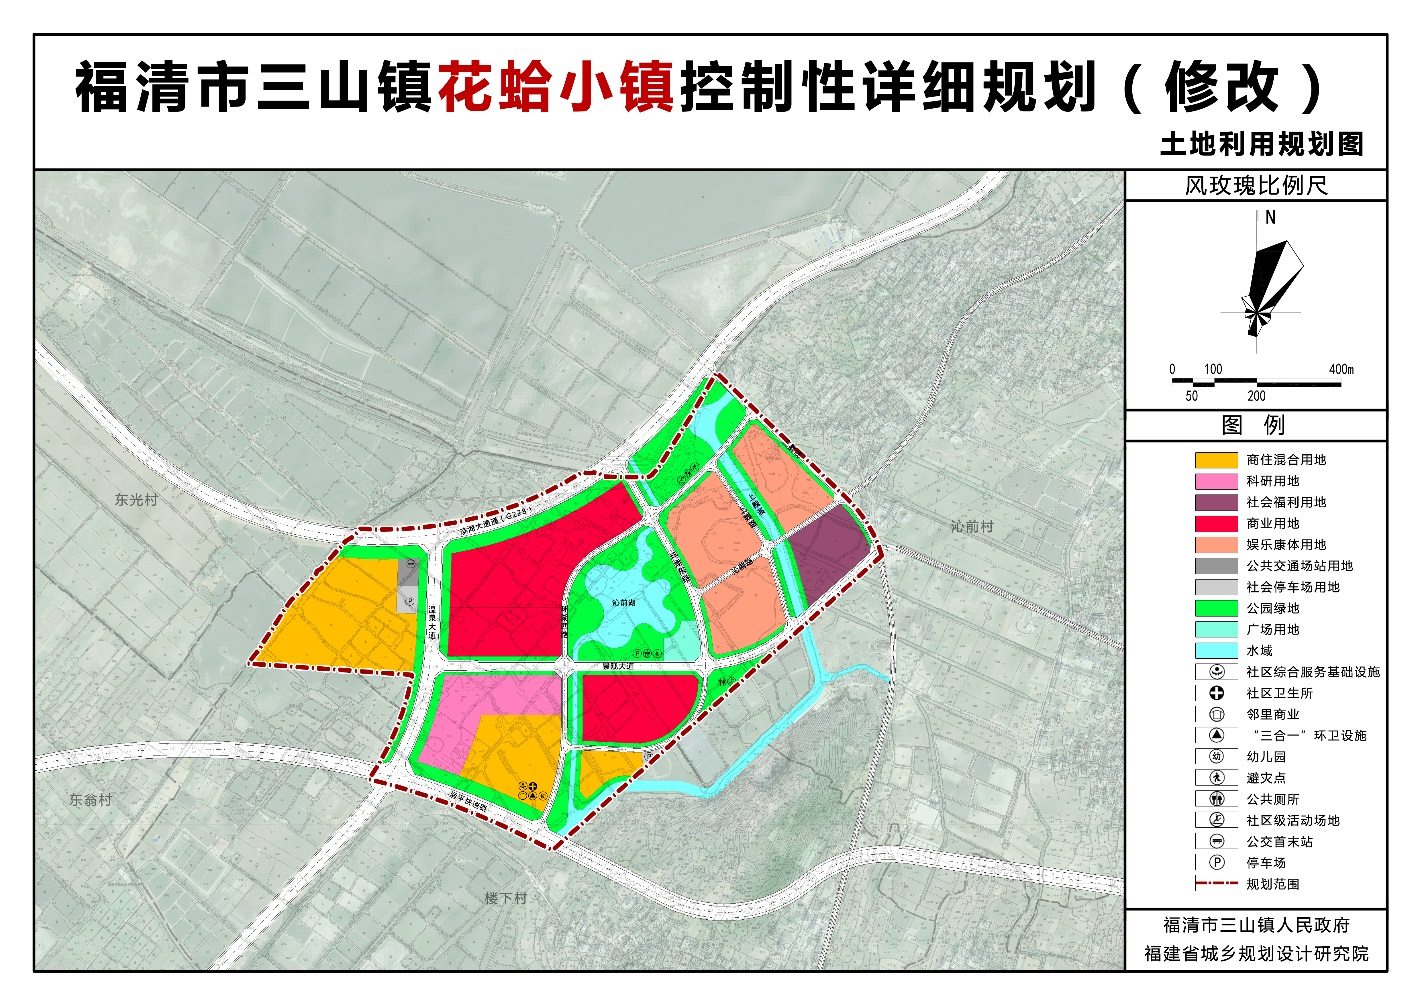 福清市三山镇花蛤小镇控制性详细规划（修改）
土地利用规划图
风玫瑰比例尺
N
0 100 400m
50 200
图 例
商住混合用地
科研用地
社会福利用地
商业用地
娱乐康体用地
公共交通场站用地
社会停车场用地
公园绿地
广场用地
水域
社区综合服务基础设施
社区卫生所
邻里商业
“三合一”环卫设施
幼 幼儿园
避灾点
公共厕所
社区级活动场地
公交首末站
P 停车场
规划范围
福清市三山镇人民政府
福建省城乡规划设计研究院
东光村
沁前村
沁前湖
温泉大道
景观大道
东翁村
楼下村